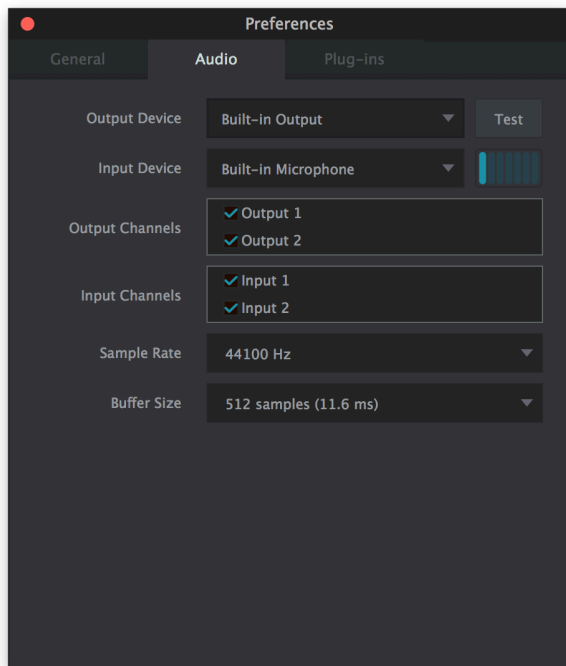 Preferences
General Audio Plug-ins
Output Device Built-in Output Test
Input Device Built-in Microphone
Output Channels Output 1
Output 2
Input Channels Input 1
Input 2
Sample Rate 44100 Hz
Buffer Size 512 samples (11.6 ms)